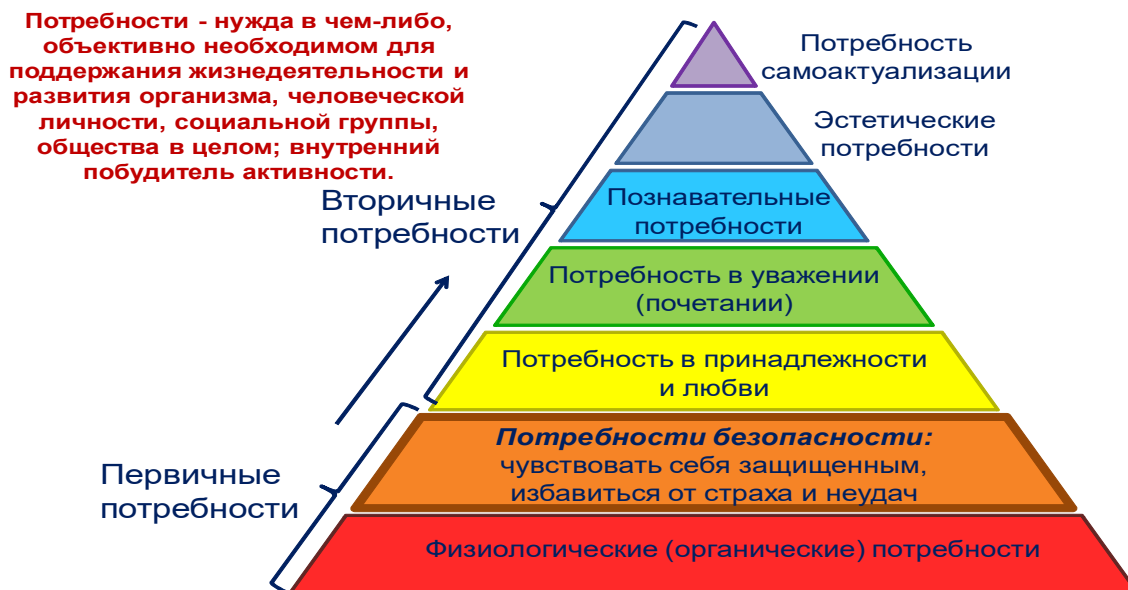 Потребности - нужда в чем-либо,
объективно необходимом для
поддержания жизнедеятельности и
развития организма, человеческой
личности, социальной группы,
общества в целом; внутренний
побудитель активности.
Потребность
самоактуализации
Эстетические
потребности
Познавательные
потребности
Вторичные
потребности
Потребность в уважении
(почетании)
Потребность в принадлежности
и любви
Потребности безопасности:
чувствовать себя защищенным,
избавиться от страха и неудач
Первичные
потребности
Физиологические (органические) потребности